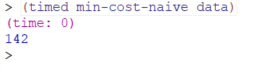 > (timed min-cost-naive data)
(time: 0)
142
>